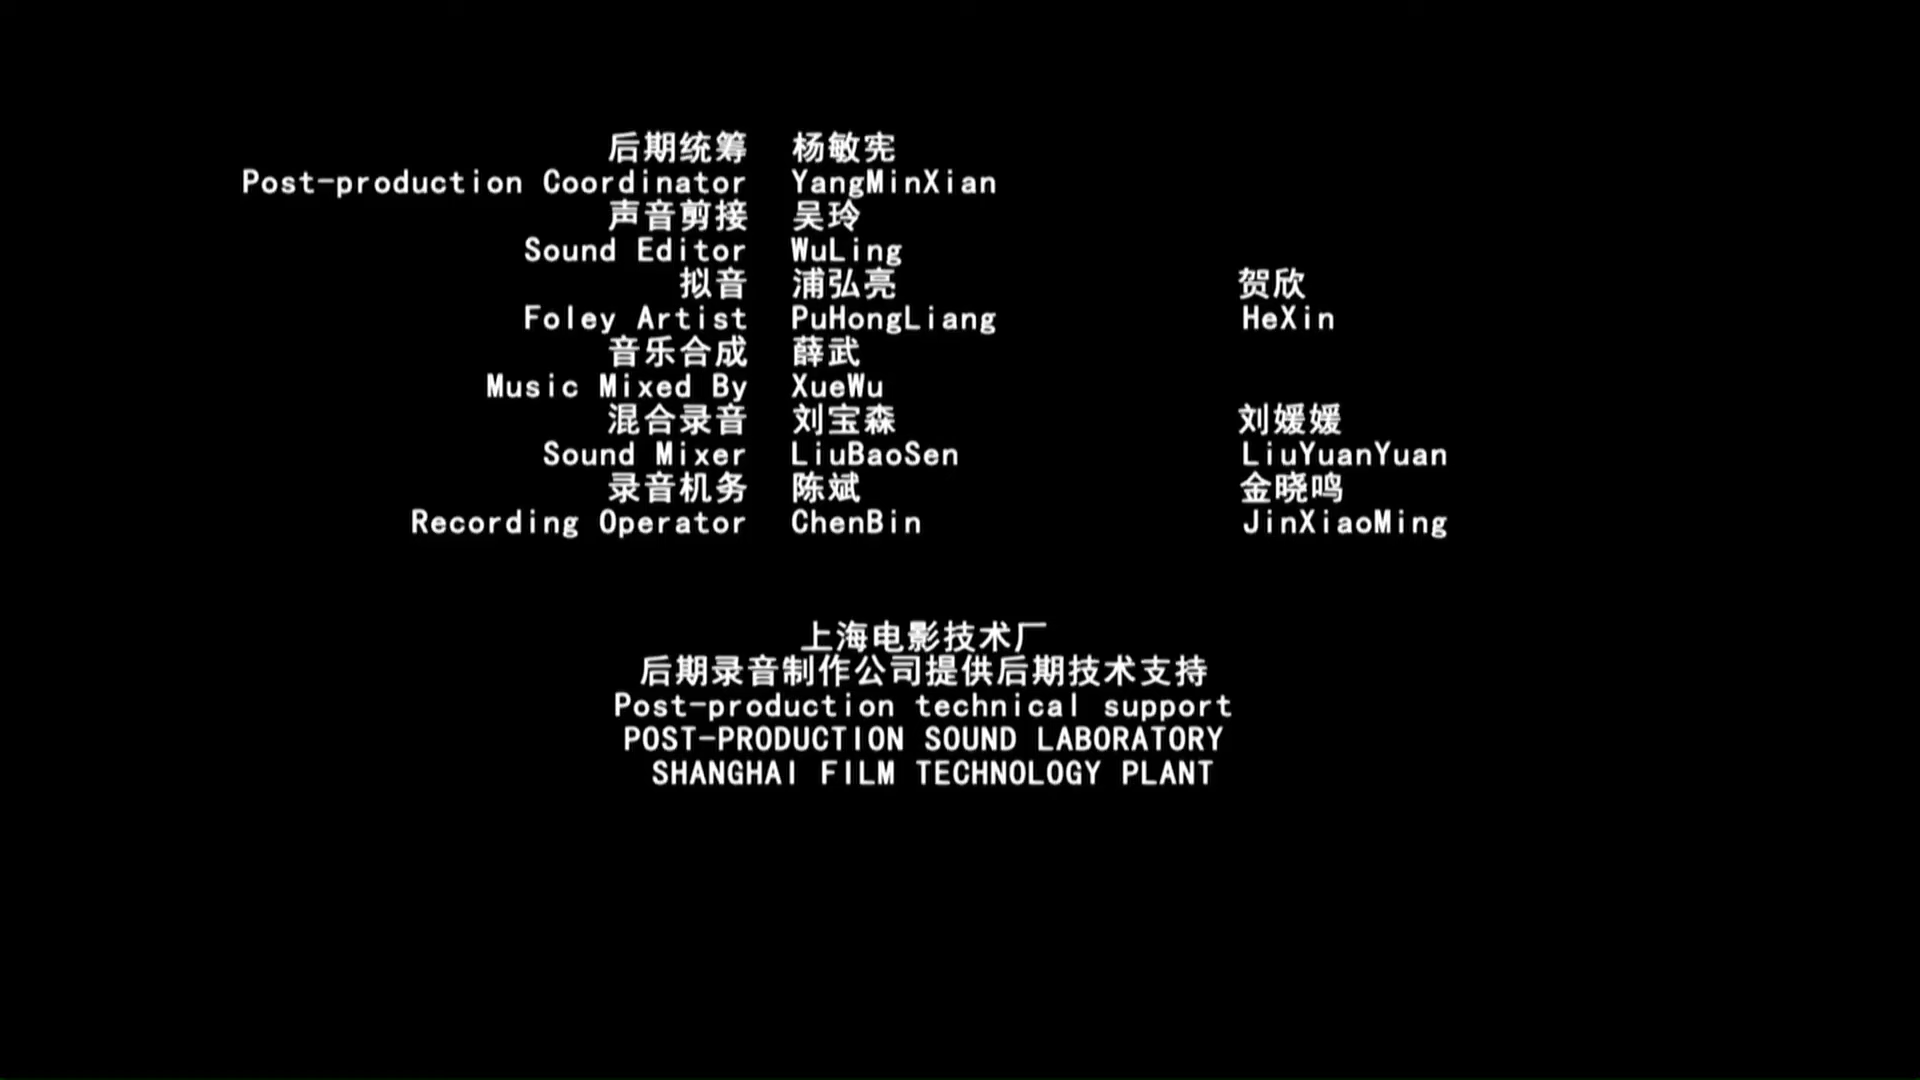 后期统筹 杨敏宪
Post-production Coordinator YangMinXian
声音剪接 吴玲
Sound Editor WuLing
拟音 浦弘亮 贺欣
Foley Artist PuHongLiang HeXin
音乐合成 薛武
Music Mixed By XueWu
混合录音 刘宝森 刘媛媛
Sound Mixer LiuBaoSen LiuYuanYuan
录音机务 陈斌 金晓鸣
Recording Operator ChenBin JinXiaoMing
上海电影技术厂
后期录音制作公司提供后期技术支持
Post-production technical support
POST-PRODUCTION SOUND LABORATORY
SHANGHAI FILM TECHNOLOGY PLANT